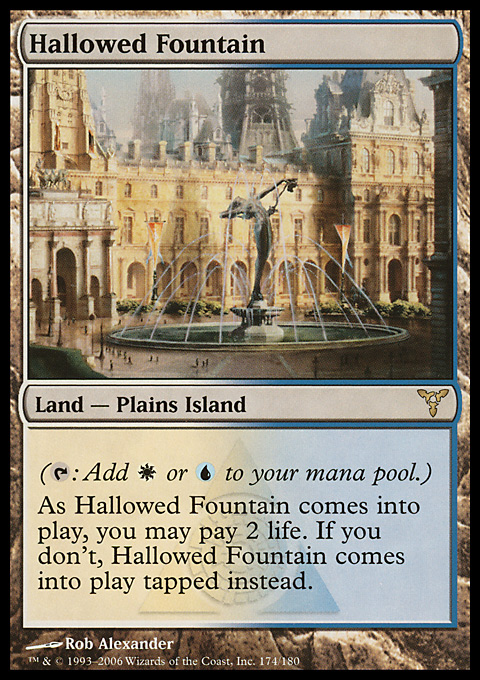 Hallowed Fountain
Land — Plains Island
(: Add or to your mana pool.)
As Hallowed Fountain comes into
play, you may pay 2 life. If you
don't, Hallowed Fountain comes
into play tapped instead.
Rob Alexander
™ & © 1993–2006 Wizards of the Coast, Inc. 174/180